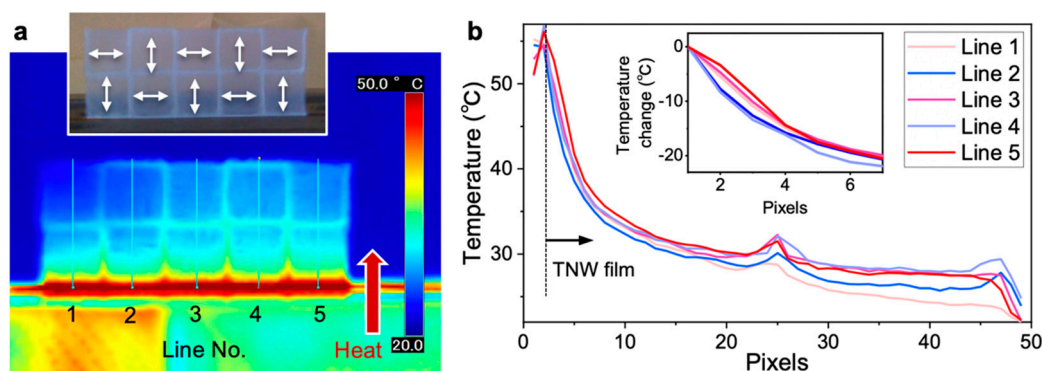 a
50.0 ° C
20.0
1 2 3 4 5
Line No.
Heat
b
Temperature (°C)
50
40
30
0 10 20 30 40 50
Pixels
TNW film
Temperature
change (°C)
0
-10
-20
2 4 6
Pixels
Line 1
Line 2
Line 3
Line 4
Line 5